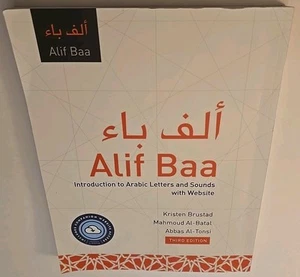 ألف باء
Alif Baa
ألف باء
Alif Baa
Introduction to Arabic Letters and Sounds
with Website
Kristen Brustad
Mahmoud Al-Batal
Abbas Al-Tonsi
THIRD EDITION